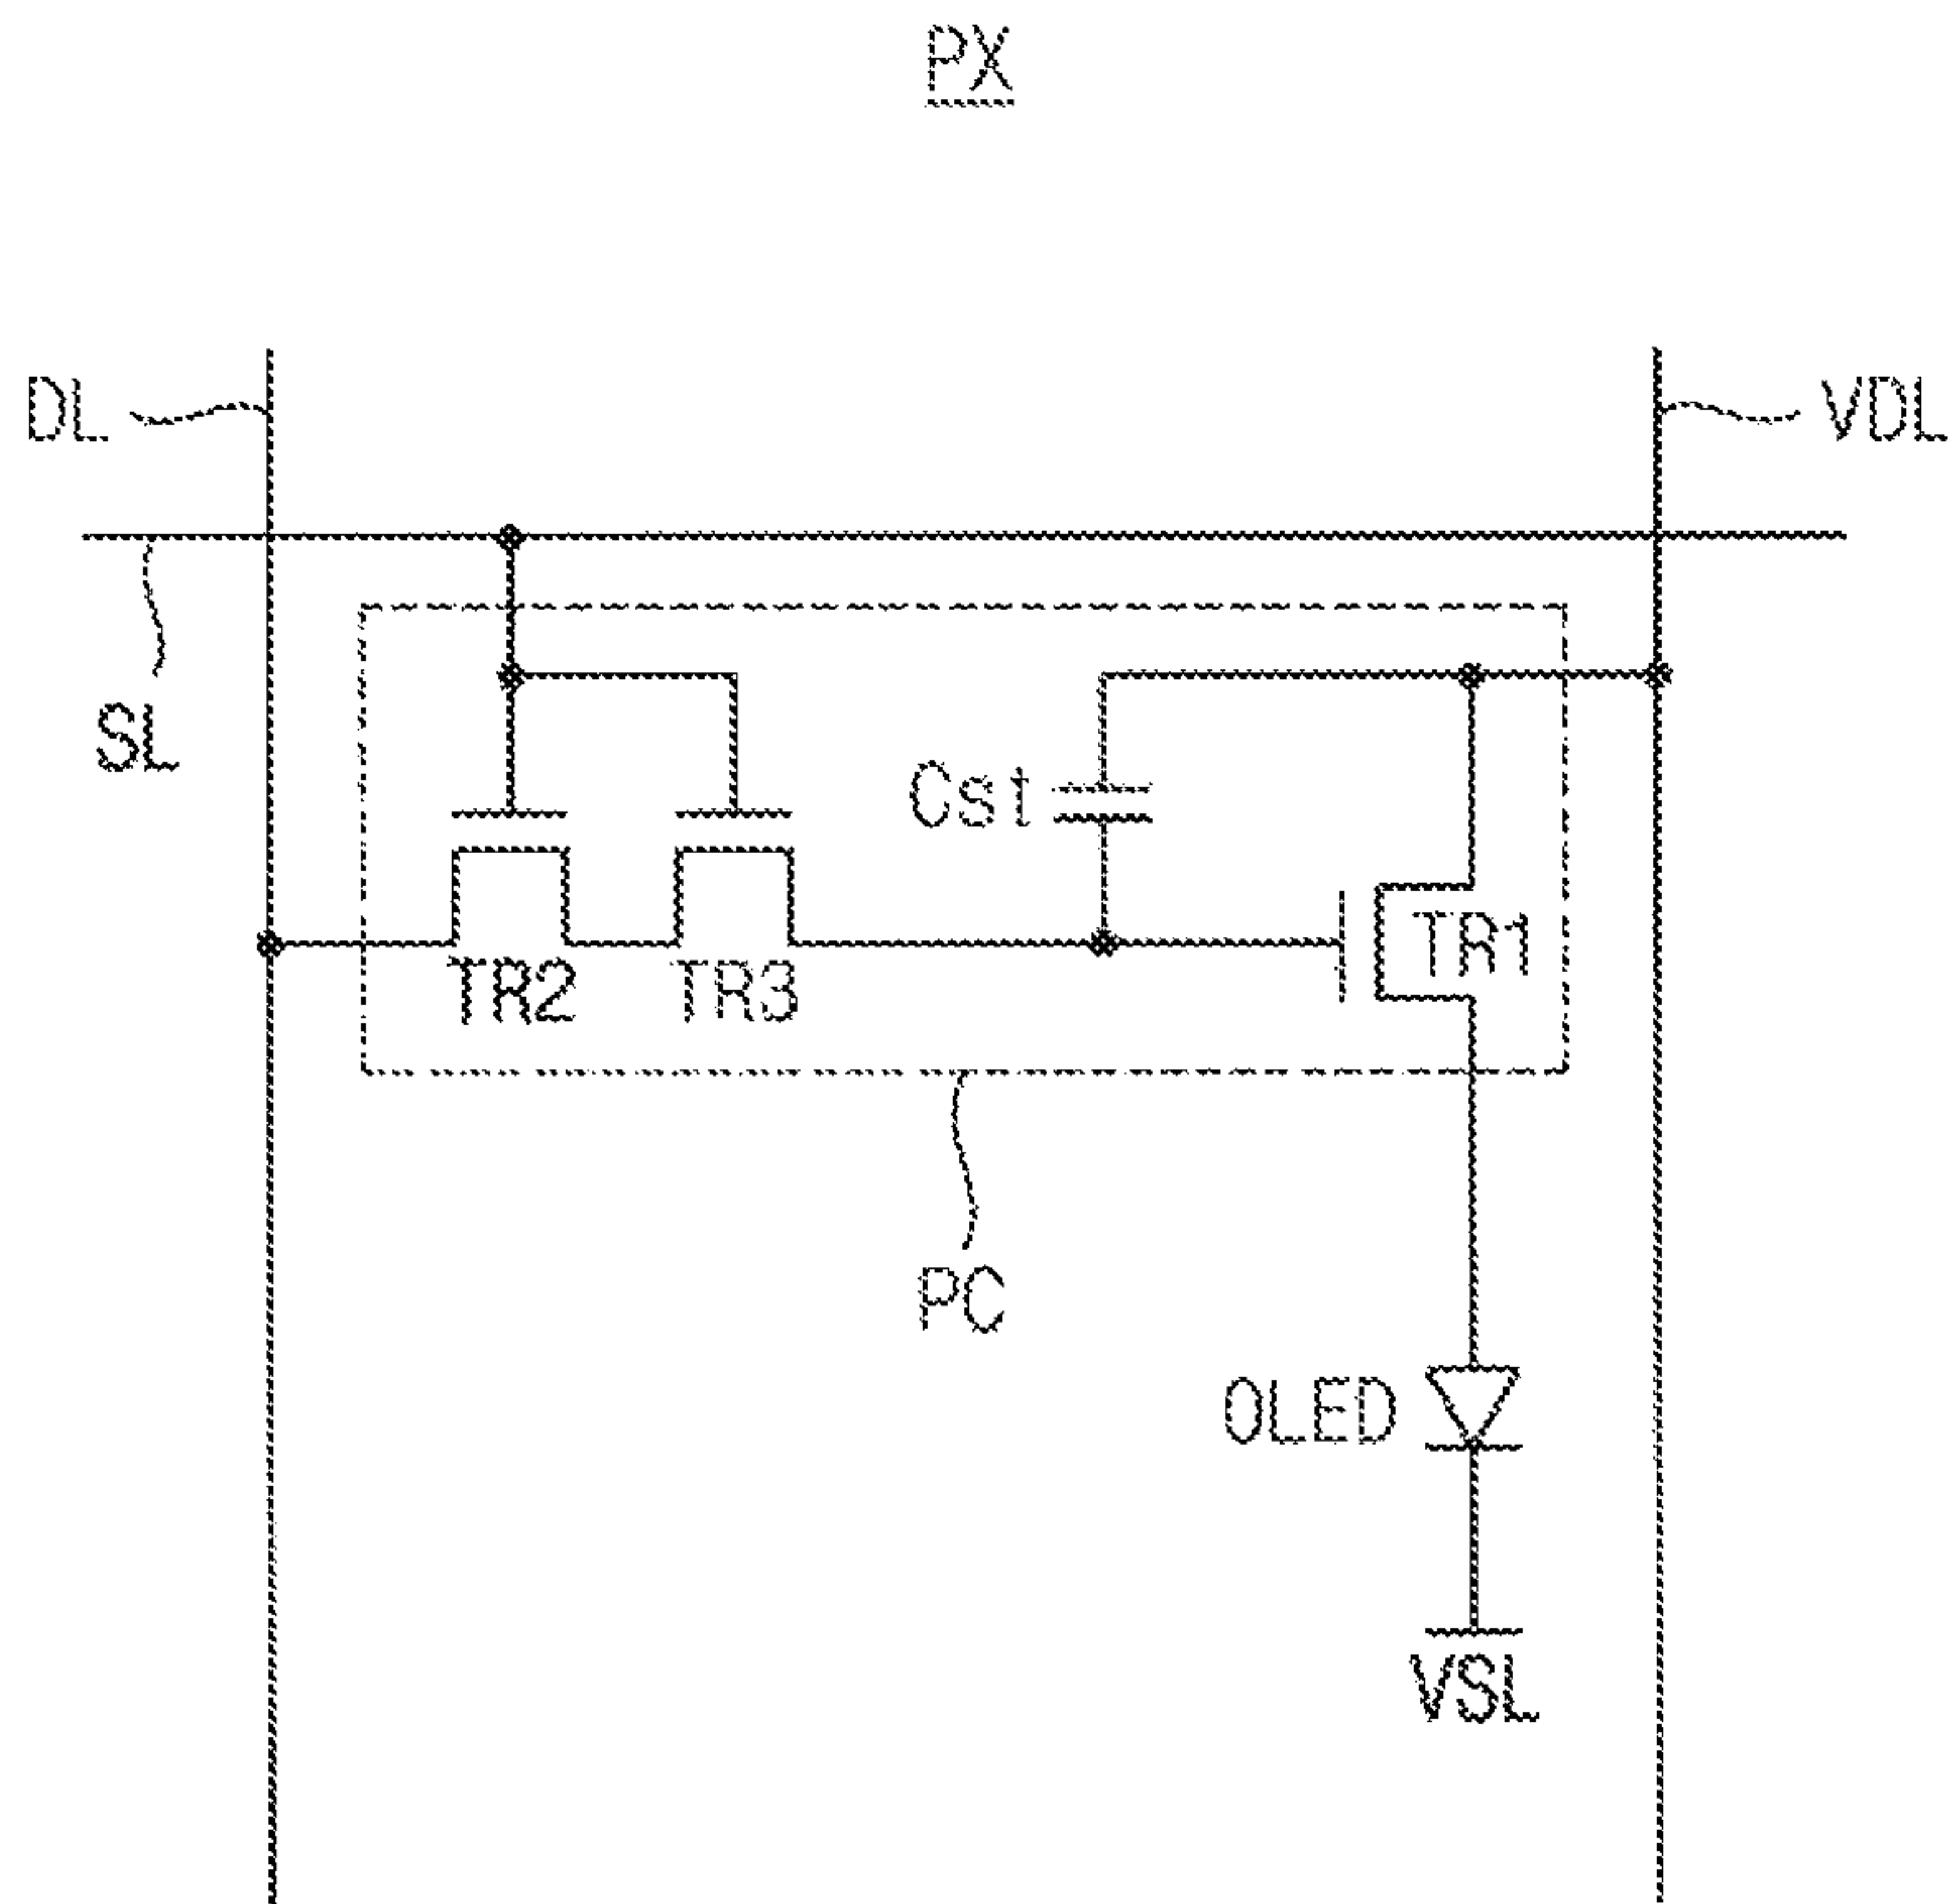 PX
DL
VDL
SL
Cst
TR1
TR2
TR3
PC
OLED
VSL